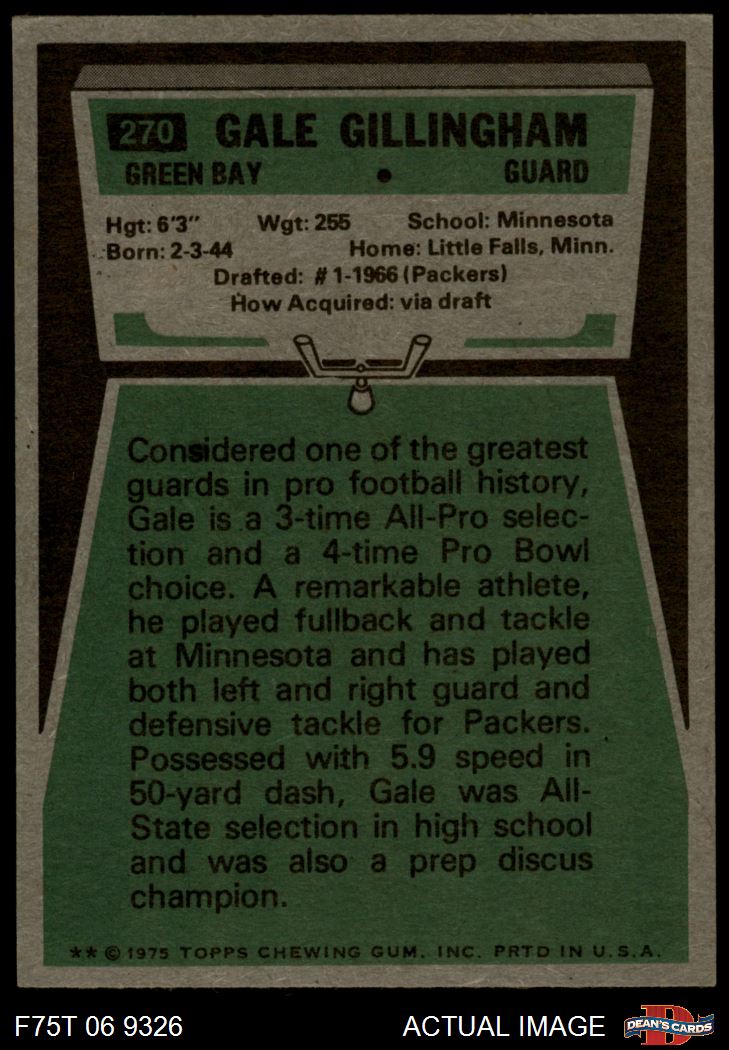 270 GALE GILLINGHAM
GREEN BAY • GUARD
Hgt: 6'3" Wgt: 255 School: Minnesota
Born: 2-3-44 Home: Little Falls, Minn.
Drafted: #1-1966 (Packers)
How Acquired: via draft
Considered one of the greatest
guards in pro football history,
Gale is a 3-time All-Pro selec-
tion and a 4-time Pro Bowl
choice. A remarkable athlete,
he played fullback and tackle
at Minnesota and has played
both left and right guard and
defensive tackle for Packers.
Possessed with 5.9 speed in
50-yard dash, Gale was All-
State selection in high school
and was also a prep discus
champion.
** © 1975 TOPPS CHEWING GUM, INC. PRTD IN U.S.A.
F75T 06 9326 ACTUAL IMAGE DEAN'S CARDS